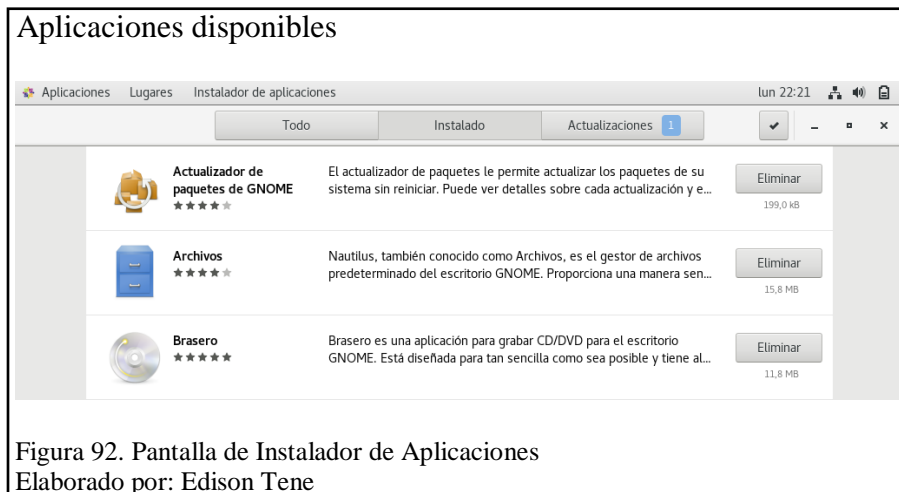 Aplicaciones disponibles
Aplicaciones Lugares Instalador de aplicaciones lun 22:21
Todo Instalado Actualizaciones 1
Actualizador de paquetes de GNOME
El actualizador de paquetes le permite actualizar los paquetes de su
sistema sin reiniciar. Puede ver detalles sobre cada actualización y e...
Eliminar
199,0 kB
Archivos
Nautilus, también conocido como Archivos, es el gestor de archivos
predeterminado del escritorio GNOME. Proporciona una manera sen...
Eliminar
15,8 MB
Brasero
Brasero es una aplicación para grabar CD/DVD para el escritorio
GNOME. Está diseñada para tan sencilla como sea posible y tiene al...
Eliminar
11,8 MB
Figura 92. Pantalla de Instalador de Aplicaciones
Elaborado por: Edison Tene